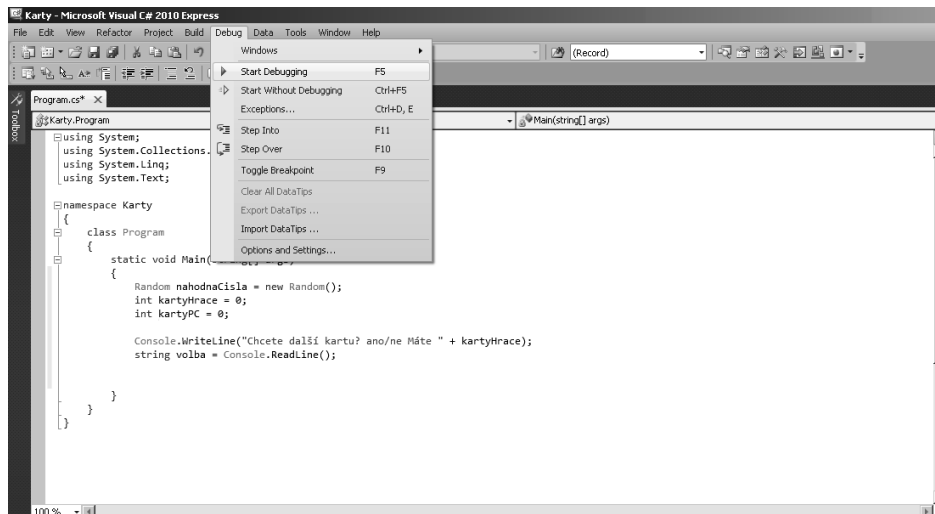 Karty - Microsoft Visual C# 2010 Express
File Edit View Refactor Project Build Debug Data Tools Window Help
(Record)
Windows
Start Debugging F5
Start Without Debugging Ctrl+F5
Exceptions... Ctrl+D, E
Step Into F11
Step Over F10
Toggle Breakpoint F9
Clear All DataTips
Export DataTips ...
Import DataTips ...
Options and Settings...
Toolbox
Program.cs* X
Karty.Program
Main(string[] args)
using System;
using System.Collections.
using System.Linq;
using System.Text;
namespace Karty
{
class Program
{
static void Main(string[] args)
{
Random nahodnaCisla = new Random();
int kartyHrace = 0;
int kartyPC = 0;
Console.WriteLine("Chcete další kartu? ano/ne Máte " + kartyHrace);
string volba = Console.ReadLine();
}
}
}
100 %